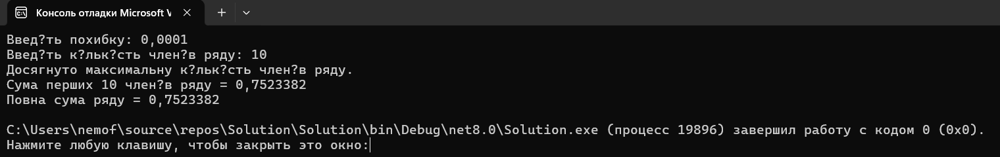 Консоль отладки Microsoft V
Введ?ть похибку: 0,0001
Введ?ть к?льк?сть член?в ряду: 10
Досягнуто максимальну к?льк?сть член?в ряду.
Сума перших 10 член?в ряду = 0,7523382
Повна сума ряду = 0,7523382
C:\Users\nemof\source\repos\Solution\Solution\bin\Debug\net8.0\Solution.exe (процесс 19896) завершил работу с кодом 0 (0x0).
Нажмите любую клавишу, чтобы закрыть это окно: